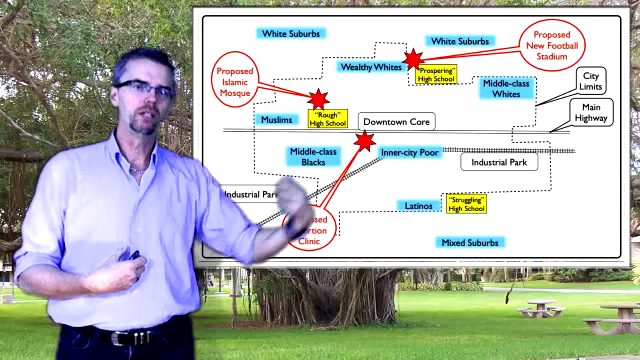 White Suburbs
White Suburbs
Proposed
New Football
Stadium
Proposed
Islamic
Mosque
Wealthy Whites
"Prospering"
High School
Middle-class
Whites
City
Limits
Main
Highway
Muslims
"Rough"
High School
Downtown Core
Middle-class
Blacks
Inner-city Poor
Industrial Park
Industrial Park
Latinos
"Struggling"
High School
Clinic
Mixed Suburbs